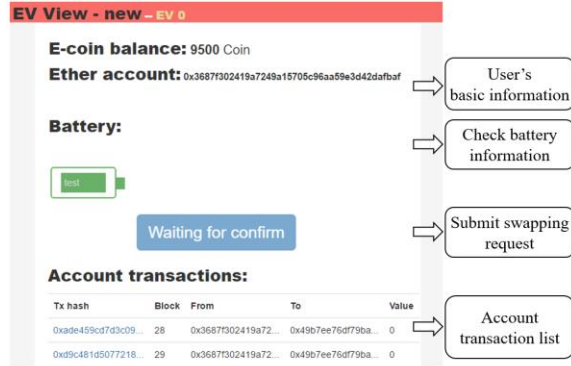 EV View - new – EV 0
E-coin balance: 9500 Coin
Ether account: 0x3687f302419a7249a15705c96aa59e3d42dafbaf
User's
basic information
Battery:
Check battery
information
test
Waiting for confirm
Submit swapping
request
Account transactions:
Tx hash Block From To Value
0xade459cd7d3c09... 28 0x3687f302419a72... 0x49b7ee76df79ba... 0
Account
transaction list
0xd9c481d5077218... 29 0x3687f302419a72... 0x49b7ee76df79ba... 0